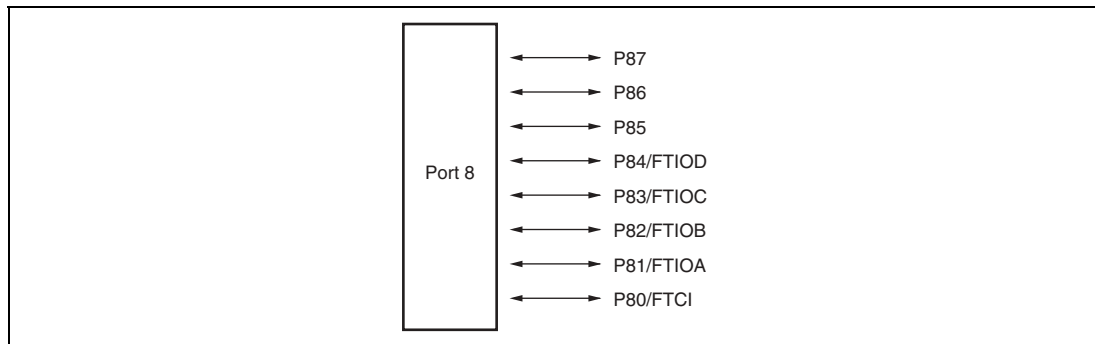 Port 8
P87
P86
P85
P84/FTIOD
P83/FTIOC
P82/FTIOB
P81/FTIOA
P80/FTCI